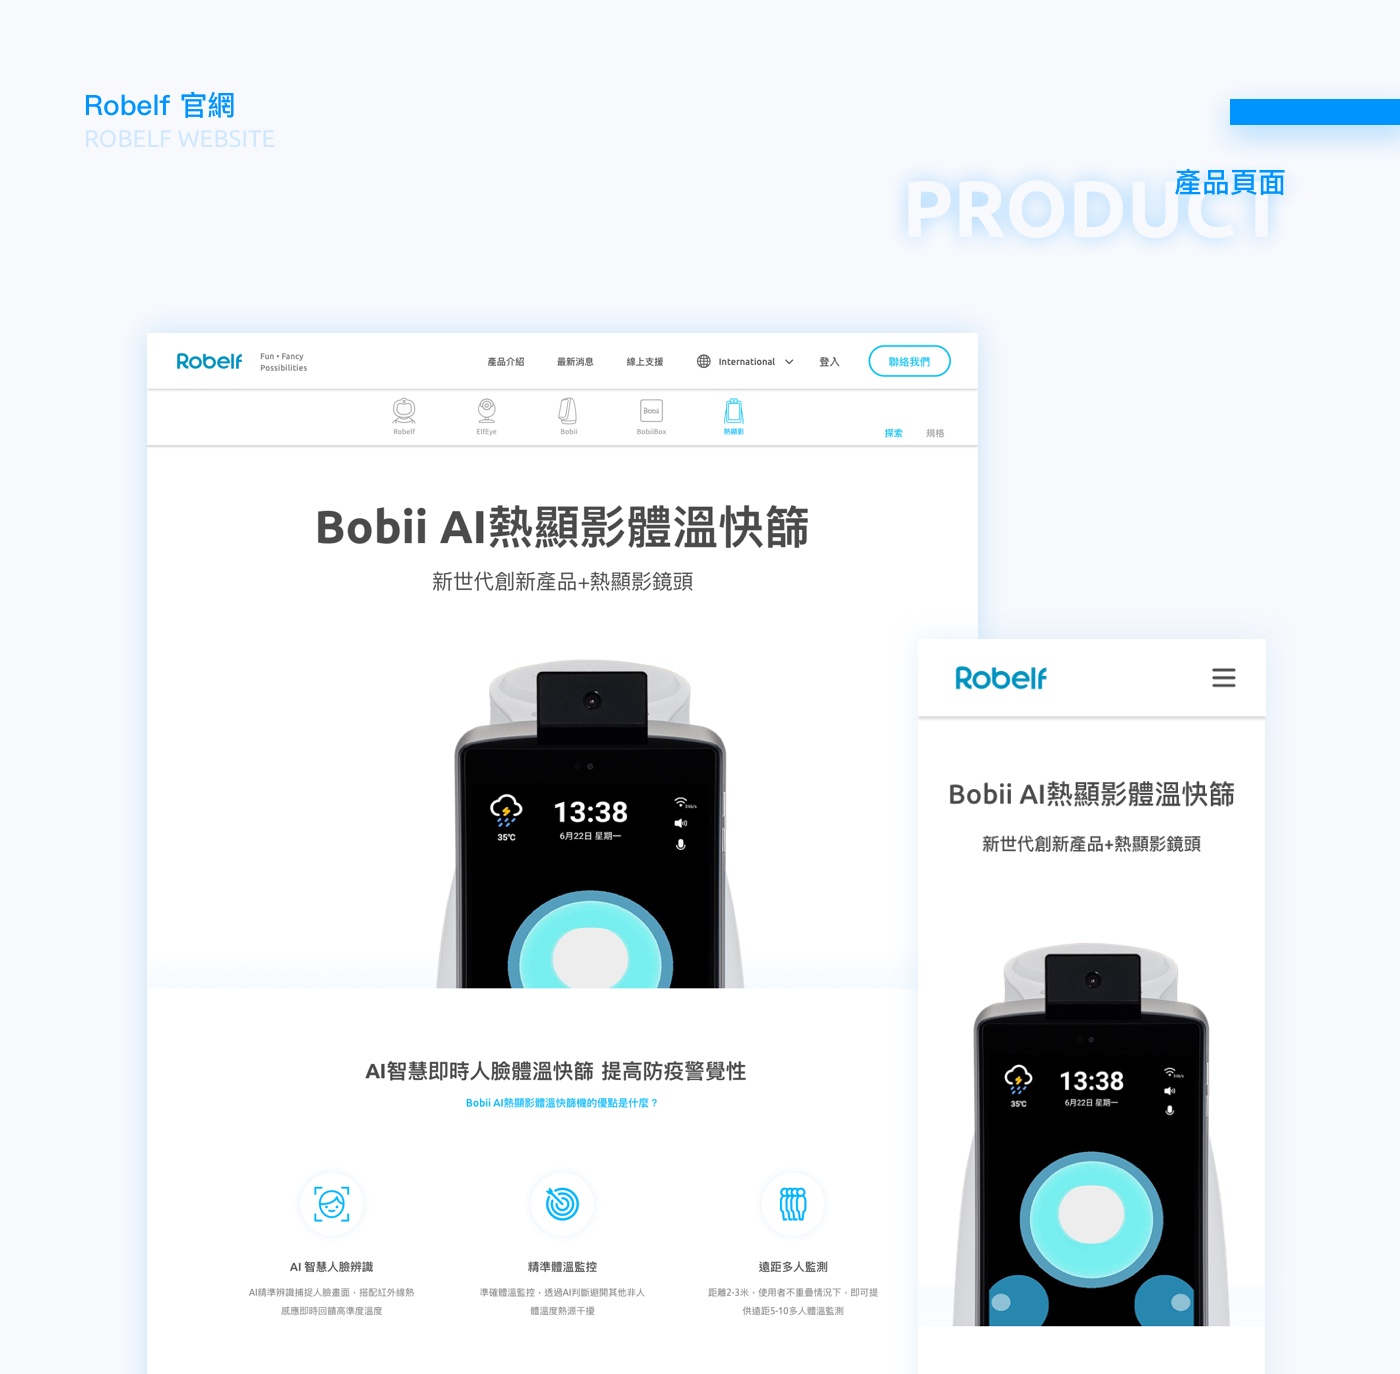 Robelf 官網
ROBELF WEBSITE
產品頁面
PRODUCT
Robelf
Fun • Fancy
Possibilities
產品介紹
最新消息
線上支援
International
登入
聯絡我們
Robelf
ElfEye
Bobii
Bobii
BobiiBox
熱顯影
探索
規格
Bobii AI熱顯影體溫快篩
新世代創新產品+熱顯影鏡頭
13:38
35℃
6月22日 星期一
AI智慧即時人臉體溫快篩 提高防疫警覺性
Bobii AI熱顯影體溫快篩機的優點是什麼？
AI 智慧人臉辨識
AI精準辨識捕捉人臉畫面，搭配紅外線熱
感應即時回饋高準度溫度
精準體溫監控
準確體溫監控，透過AI判斷避開其他非人
體溫度熱源干擾
遠距多人監測
距離2-3米，使用者不重疊情況下，即可提
供遠距5-10多人體溫監測
Robelf
Bobii AI熱顯影體溫快篩
新世代創新產品+熱顯影鏡頭
13:38
35℃
6月22日 星期一